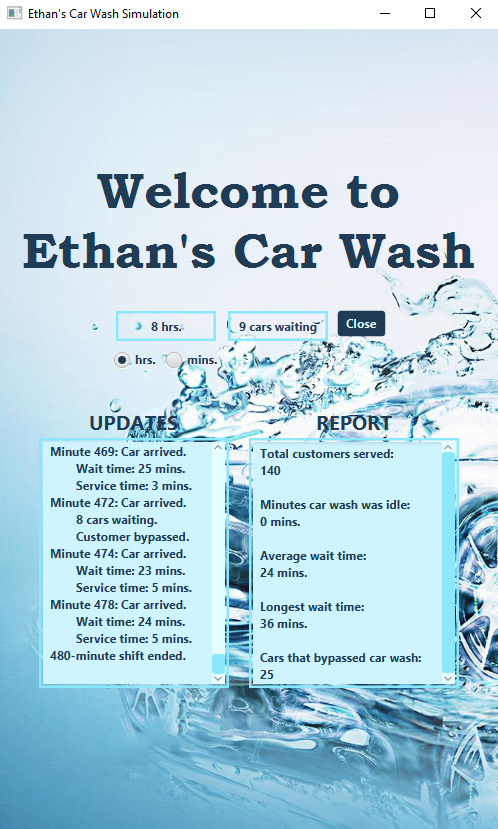 Ethan's Car Wash Simulation
Welcome to
Ethan's Car Wash
8 hrs.
9 cars waiting
Close
hrs.
mins.
UPDATES
Minute 469: Car arrived.
Wait time: 25 mins.
Service time: 3 mins.
Minute 472: Car arrived.
8 cars waiting.
Customer bypassed.
Minute 474: Car arrived.
Wait time: 23 mins.
Service time: 5 mins.
Minute 478: Car arrived.
Wait time: 24 mins.
Service time: 5 mins.
480-minute shift ended.
REPORT
Total customers served:
140
Minutes car wash was idle:
0 mins.
Average wait time:
24 mins.
Longest wait time:
36 mins.
Cars that bypassed car wash:
25